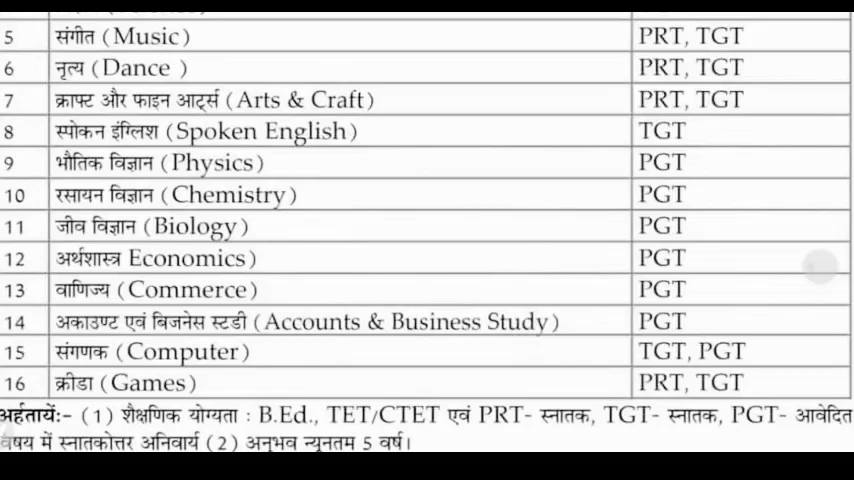 5 संगीत (Music) PRT, TGT
6 नृत्य (Dance ) PRT, TGT
7 क्राफ्ट और फाइन आर्ट्स (Arts & Craft) PRT, TGT
8 स्पोकन इंग्लिश (Spoken English) TGT
9 भौतिक विज्ञान (Physics) PGT
10 रसायन विज्ञान (Chemistry) PGT
11 जीव विज्ञान (Biology) PGT
12 अर्थशास्त्र Economics) PGT
13 वाणिज्य (Commerce) PGT
14 अकाउण्ट एवं बिजनेस स्टडी (Accounts & Business Study) PGT
15 संगणक (Computer) TGT, PGT
16 क्रीडा (Games) PRT, TGT
अर्हतायें:- (1) शैक्षणिक योग्यता : B.Ed., TET/CTET एवं PRT- स्नातक, TGT- स्नातक, PGT- आवेदित
विषय में स्नातकोत्तर अनिवार्य (2) अनुभव न्यूनतम 5 वर्ष।